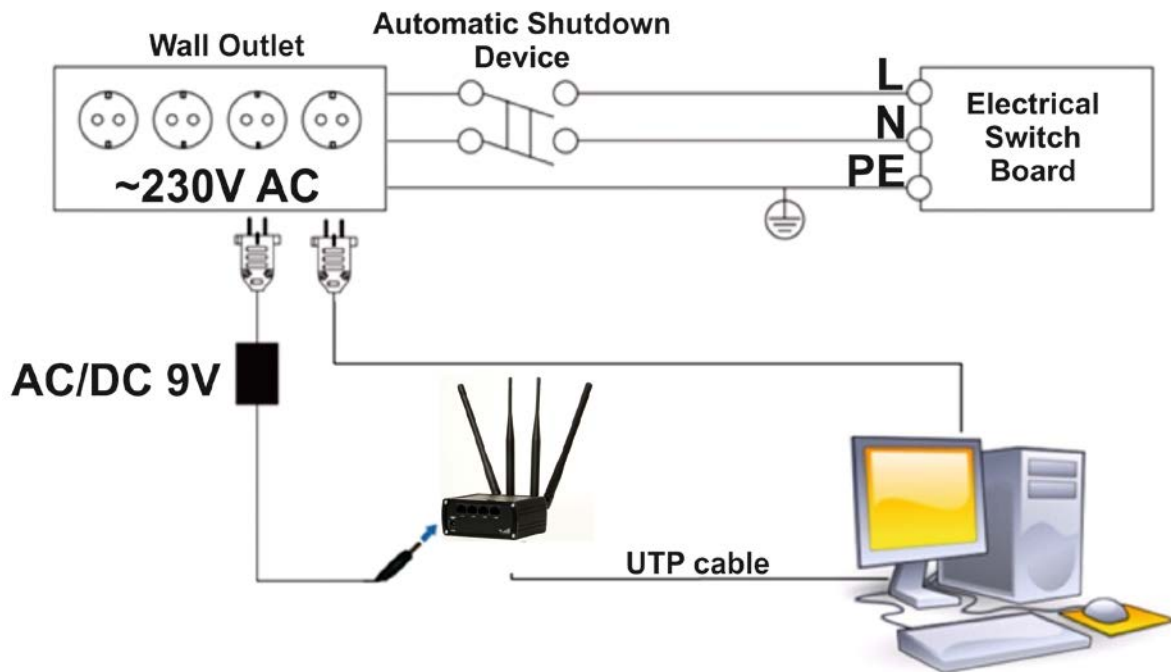 Wall Outlet
Automatic Shutdown
Device
L
N
PE
Electrical
Switch
Board
~230V AC
AC/DC 9V
UTP cable